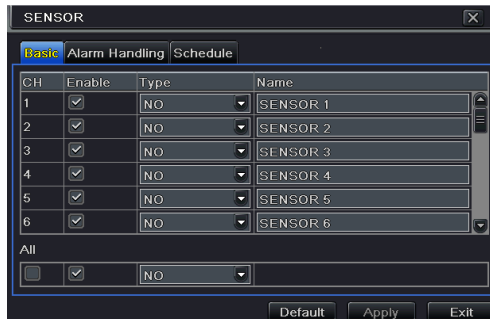 SENSOR
Basic Alarm Handling Schedule
CH Enable Type Name
1 NO SENSOR 1
2 NO SENSOR 2
3 NO SENSOR 3
4 NO SENSOR 4
5 NO SENSOR 5
6 NO SENSOR 6
All
NO
Default Apply Exit